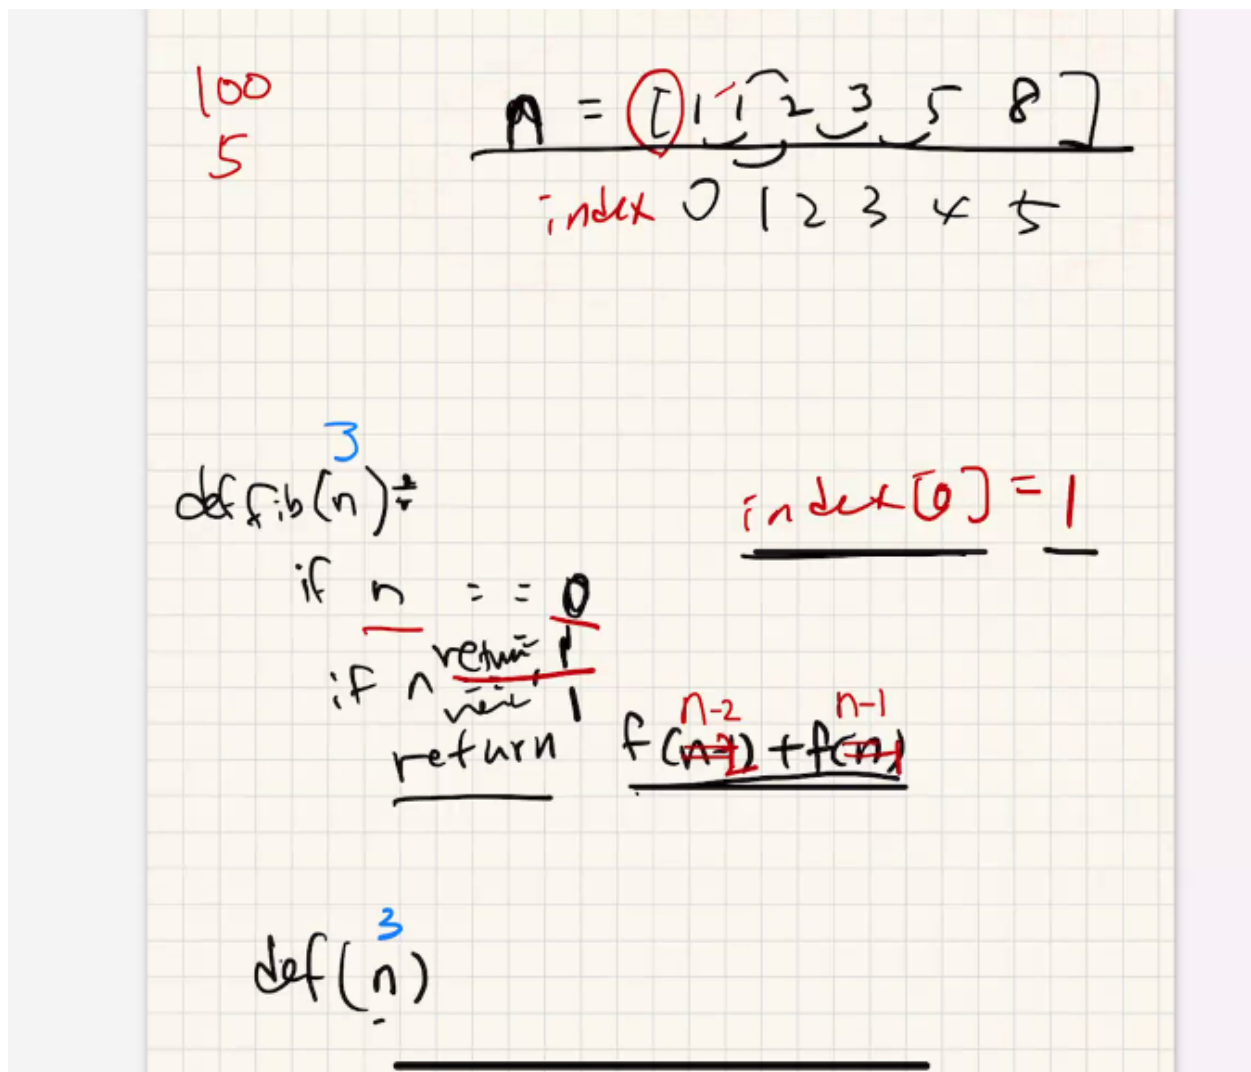 100
5
n = [ 1 1 2 3 5 8 ]
index 0 1 2 3 4 5
3
def fib(n):
index[0] = 1
if n == 0
return 1
if n 1
n-2 n-1
return f( ) + f( )
3
def(n)